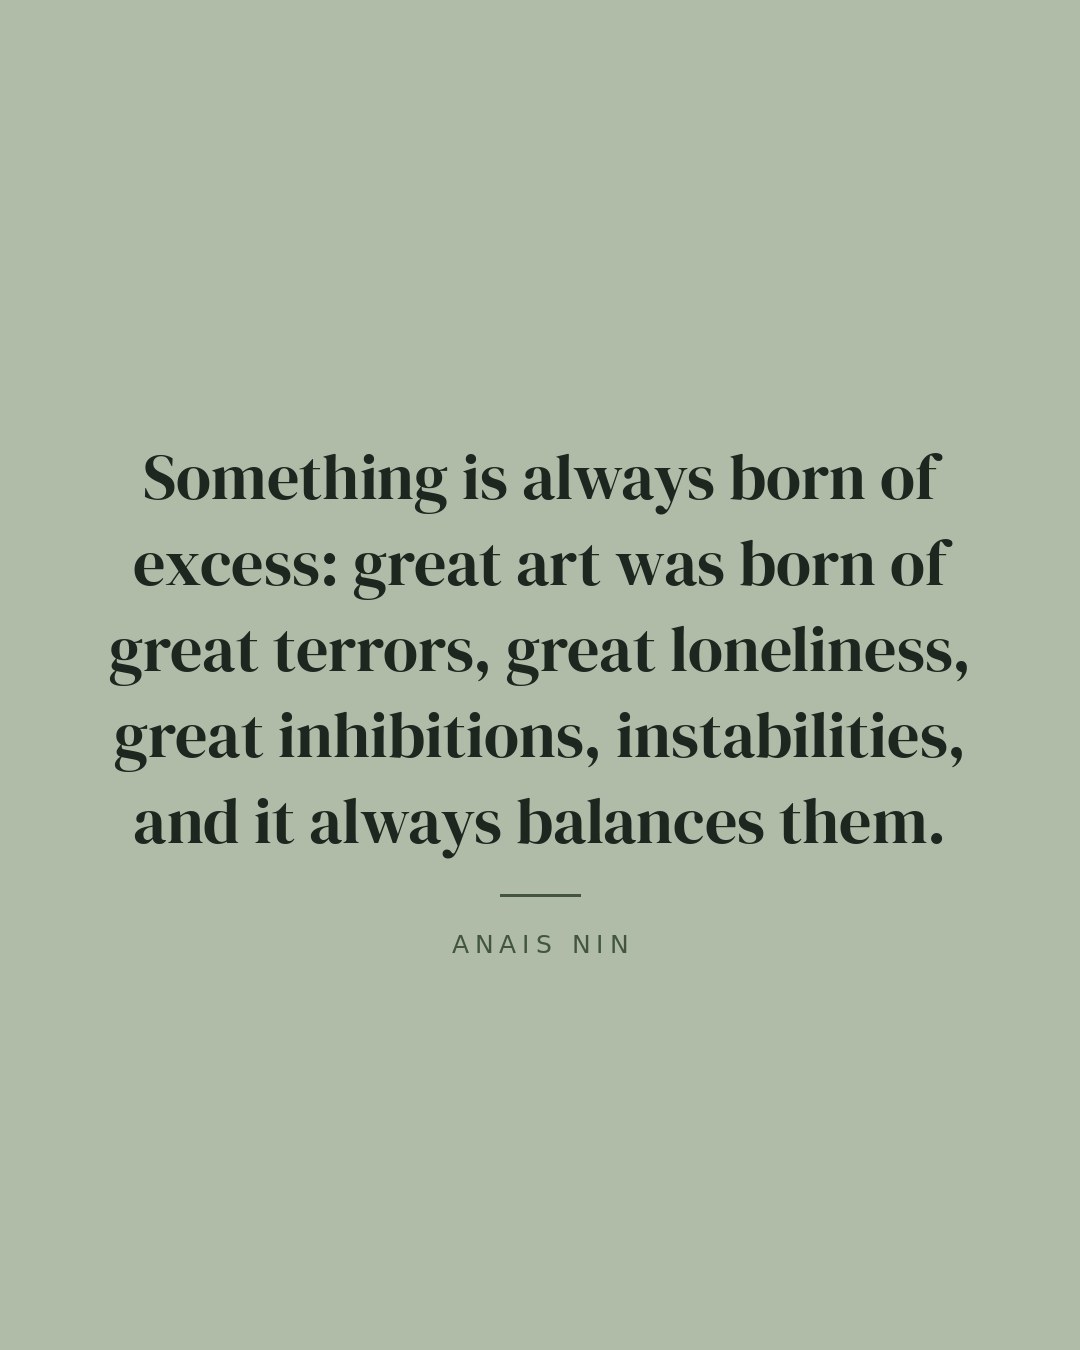 Something is always born of
excess: great art was born of
great terrors, great loneliness,
great inhibitions, instabilities,
and it always balances them.
ANAIS NIN